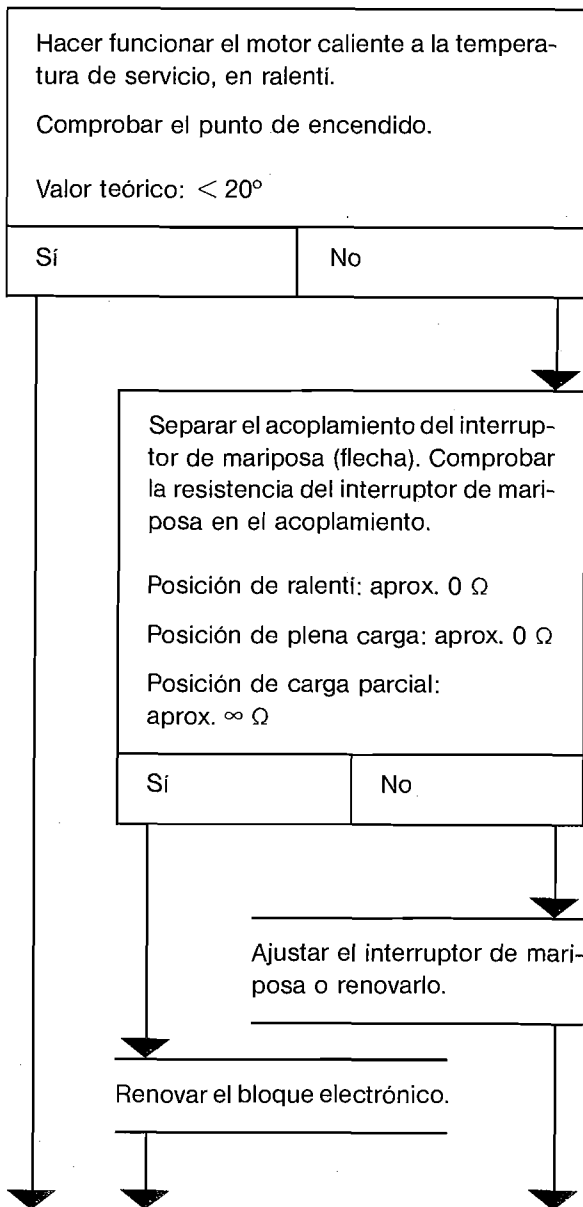 Hacer funcionar el motor caliente a la tempera-
tura de servicio, en ralentí.
Comprobar el punto de encendido.
Valor teórico: < 20°
Sí
No
Separar el acoplamiento del interrup-
tor de mariposa (flecha). Comprobar
la resistencia del interruptor de mari-
posa en el acoplamiento.
Posición de ralentí: aprox. 0 Ω
Posición de plena carga: aprox. 0 Ω
Posición de carga parcial:
aprox. ∞ Ω
Sí
No
Ajustar el interruptor de mari-
posa o renovarlo.
Renovar el bloque electrónico.